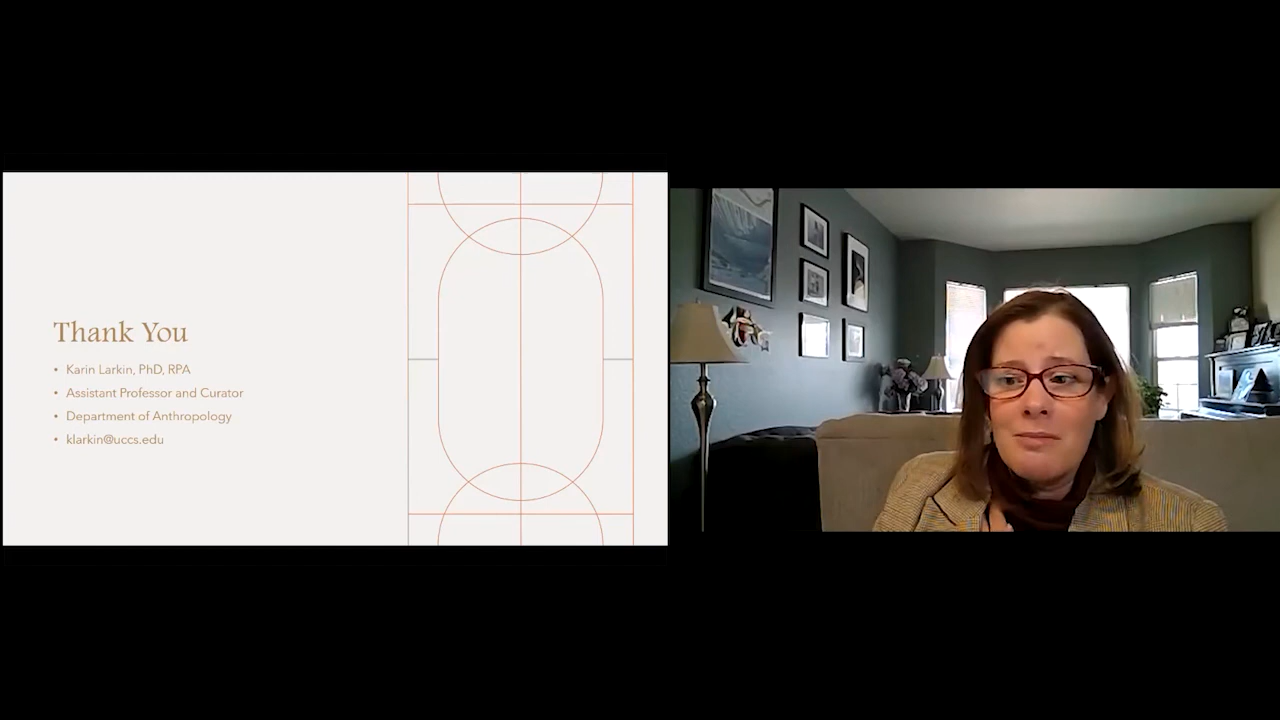 Thank You
• Karin Larkin, PhD, RPA
• Assistant Professor and Curator
• Department of Anthropology
• klarkin@uccs.edu